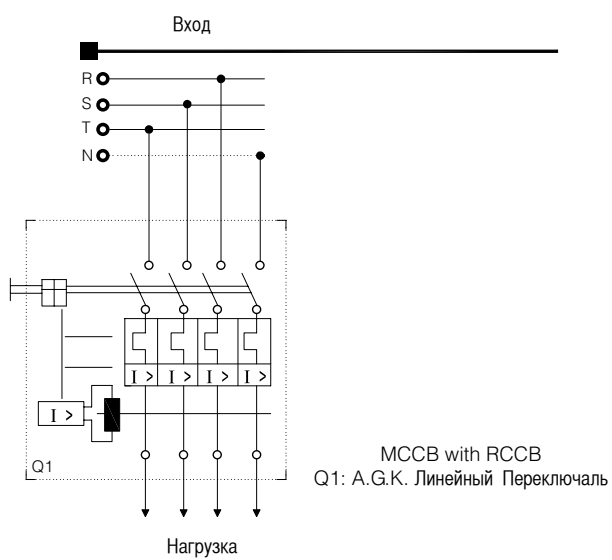 Вход
R
S
T
N
I > I > I > I >
I >
Q1
MCCB with RCCB
Q1: A.G.K. Линейный Переключаль
Нагрузка